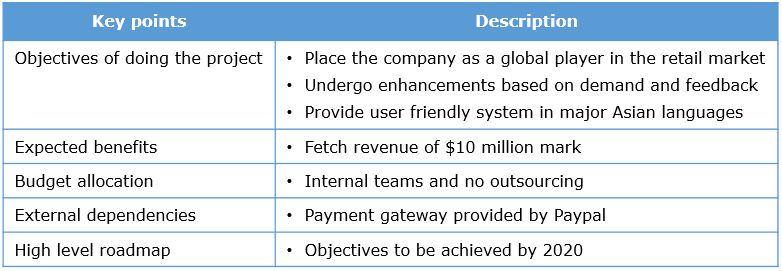 Key points Description
Objectives of doing the project • Place the company as a global player in the retail market
• Undergo enhancements based on demand and feedback
• Provide user friendly system in major Asian languages
Expected benefits • Fetch revenue of $10 million mark
Budget allocation • Internal teams and no outsourcing
External dependencies • Payment gateway provided by Paypal
High level roadmap • Objectives to be achieved by 2020